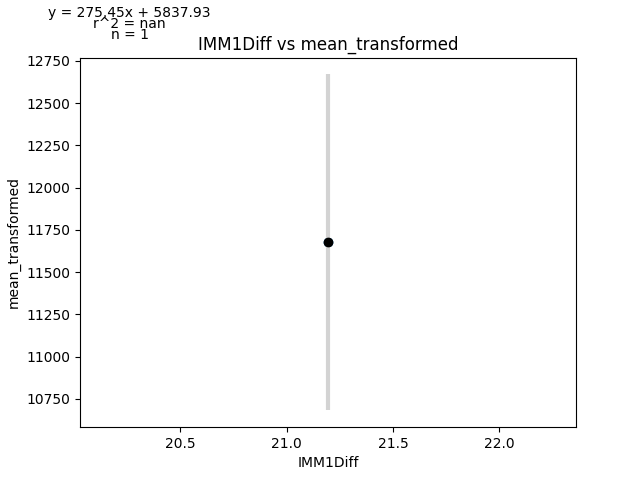 y = 275.45x + 5837.93
r^2 = nan
n = 1
IMM1Diff vs mean_transformed
12750
12500
12250
12000
11750
11500
11250
11000
10750
mean_transformed
20.5
21.0
21.5
22.0
IMM1Diff